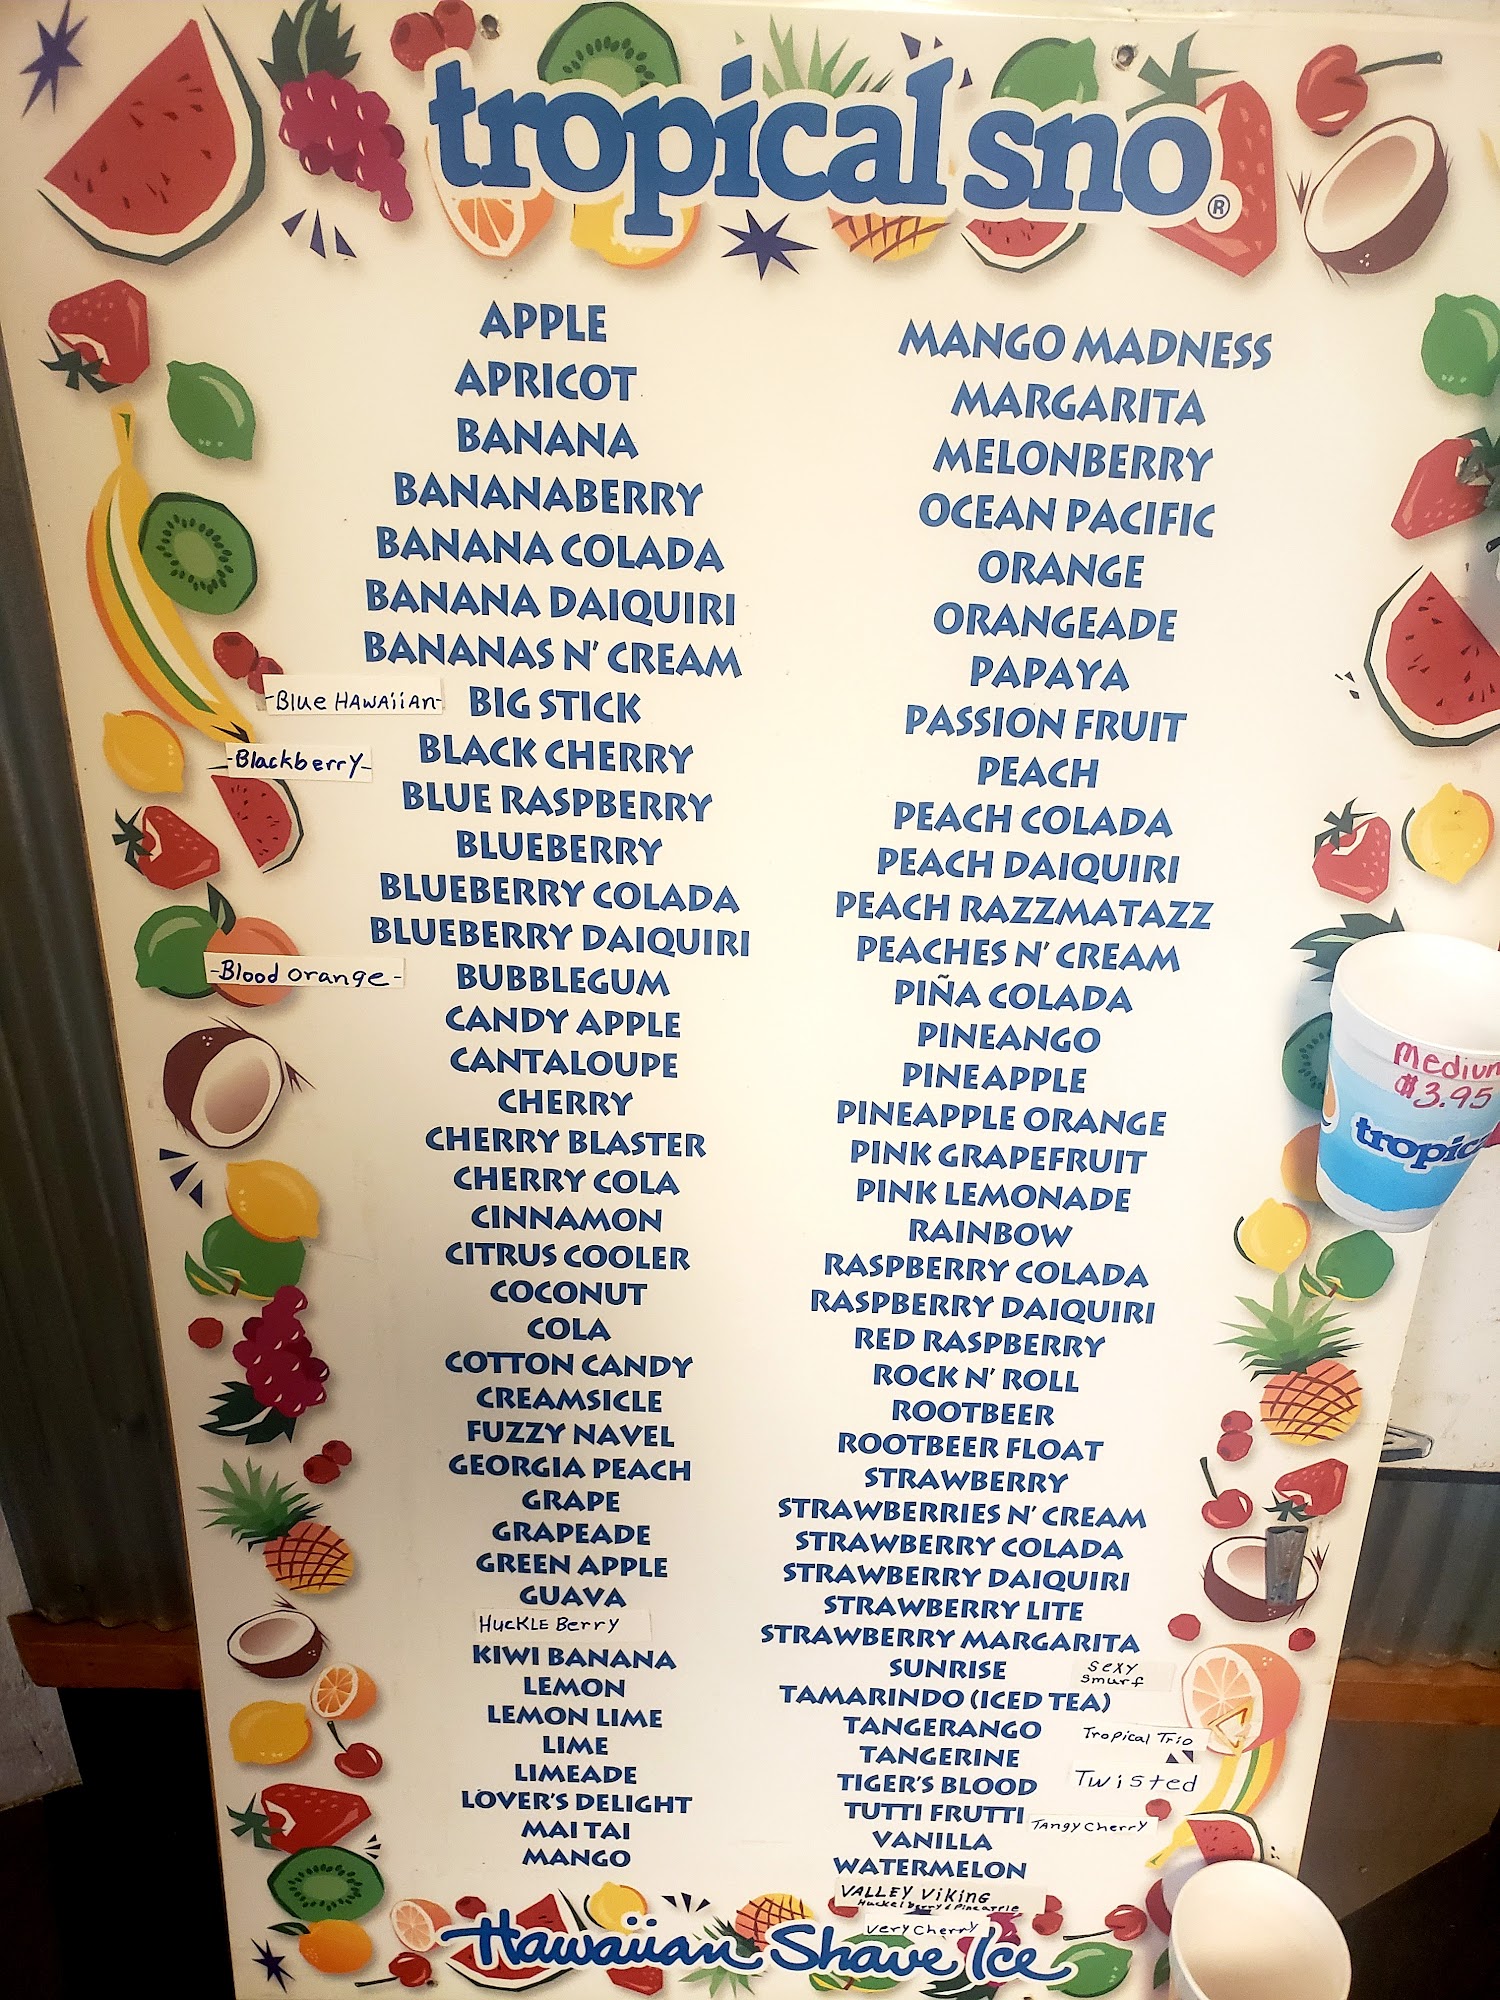 tropical sno®
APPLE
APRICOT
BANANA
BANANABERRY
BANANA COLADA
BANANA DAIQUIRI
BANANAS N' CREAM
-Blue HAWAiiAn-
BIG STICK
-Blackberry-
BLACK CHERRY
BLUE RASPBERRY
BLUEBERRY
BLUEBERRY COLADA
BLUEBERRY DAIQUIRI
-Blood orange-
BUBBLEGUM
CANDY APPLE
CANTALOUPE
CHERRY
CHERRY BLASTER
CHERRY COLA
CINNAMON
CITRUS COOLER
COCONUT
COLA
COTTON CANDY
CREAMSICLE
FUZZY NAVEL
GEORGIA PEACH
GRAPE
GRAPEADE
GREEN APPLE
GUAVA
HUCKLE Berry
KIWI BANANA
LEMON
LEMON LIME
LIME
LIMEADE
LOVER'S DELIGHT
MAI TAI
MANGO
MANGO MADNESS
MARGARITA
MELONBERRY
OCEAN PACIFIC
ORANGE
ORANGEADE
PAPAYA
PASSION FRUIT
PEACH
PEACH COLADA
PEACH DAIQUIRI
PEACH RAZZMATAZZ
PEACHES N' CREAM
PIÑA COLADA
PINEANGO
PINEAPPLE
PINEAPPLE ORANGE
PINK GRAPEFRUIT
PINK LEMONADE
RAINBOW
RASPBERRY COLADA
RASPBERRY DAIQUIRI
RED RASPBERRY
ROCK N' ROLL
ROOTBEER
ROOTBEER FLOAT
STRAWBERRY
STRAWBERRIES N' CREAM
STRAWBERRY COLADA
STRAWBERRY DAIQUIRI
STRAWBERRY LITE
STRAWBERRY MARGARITA
SUNRISE
Sexy
Smurf
TAMARINDO (ICED TEA)
TANGERANGO
Tropical Trio
TANGERINE
TIGER'S BLOOD
Twisted
TUTTI FRUTTI
TAngy Cherry
VANILLA
WATERMELON
VALLEY ViKiNG
Huckelberry & Pineapple
Very Cherry
Hawaiian Shave Ice
medium
$3.95
tropic